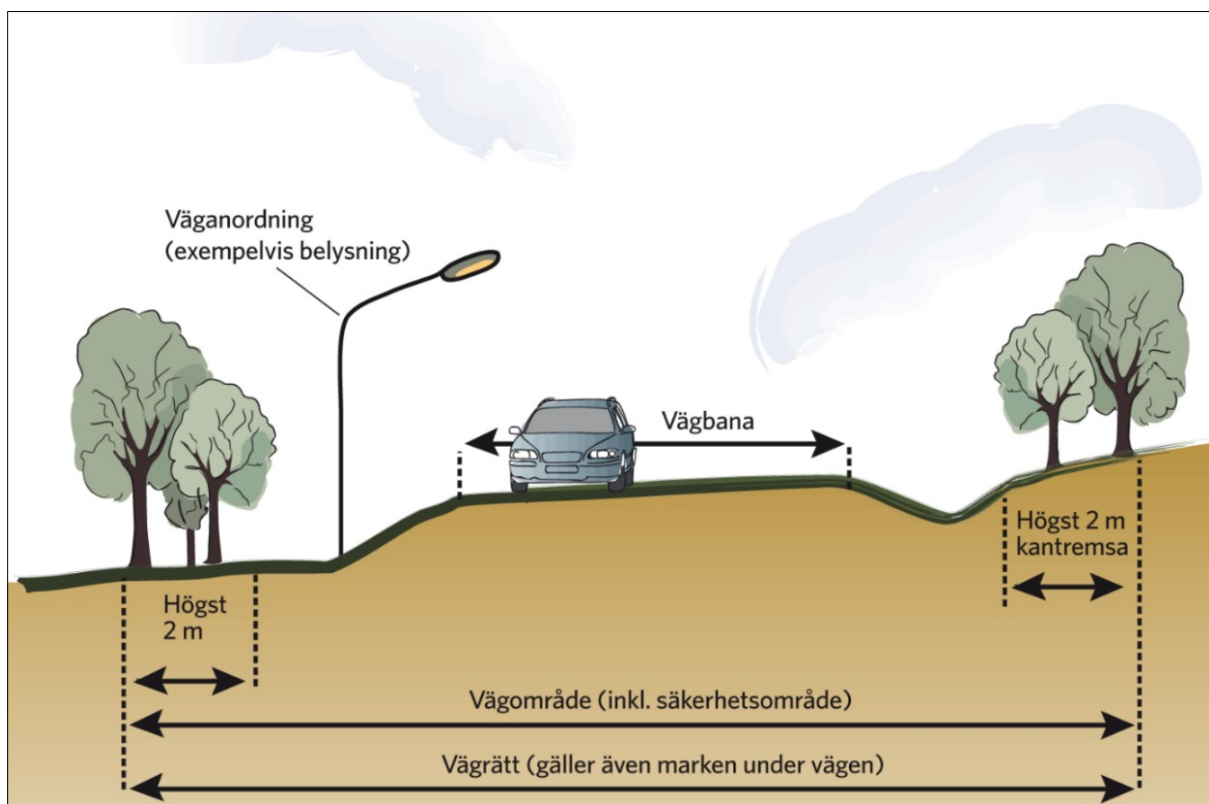 Väganordning
(exempelvis belysning)
Vägbana
Högst 2 m
kantremsa
Högst
2 m
Vägområde (inkl. säkerhetsområde)
Vägrätt (gäller även marken under vägen)